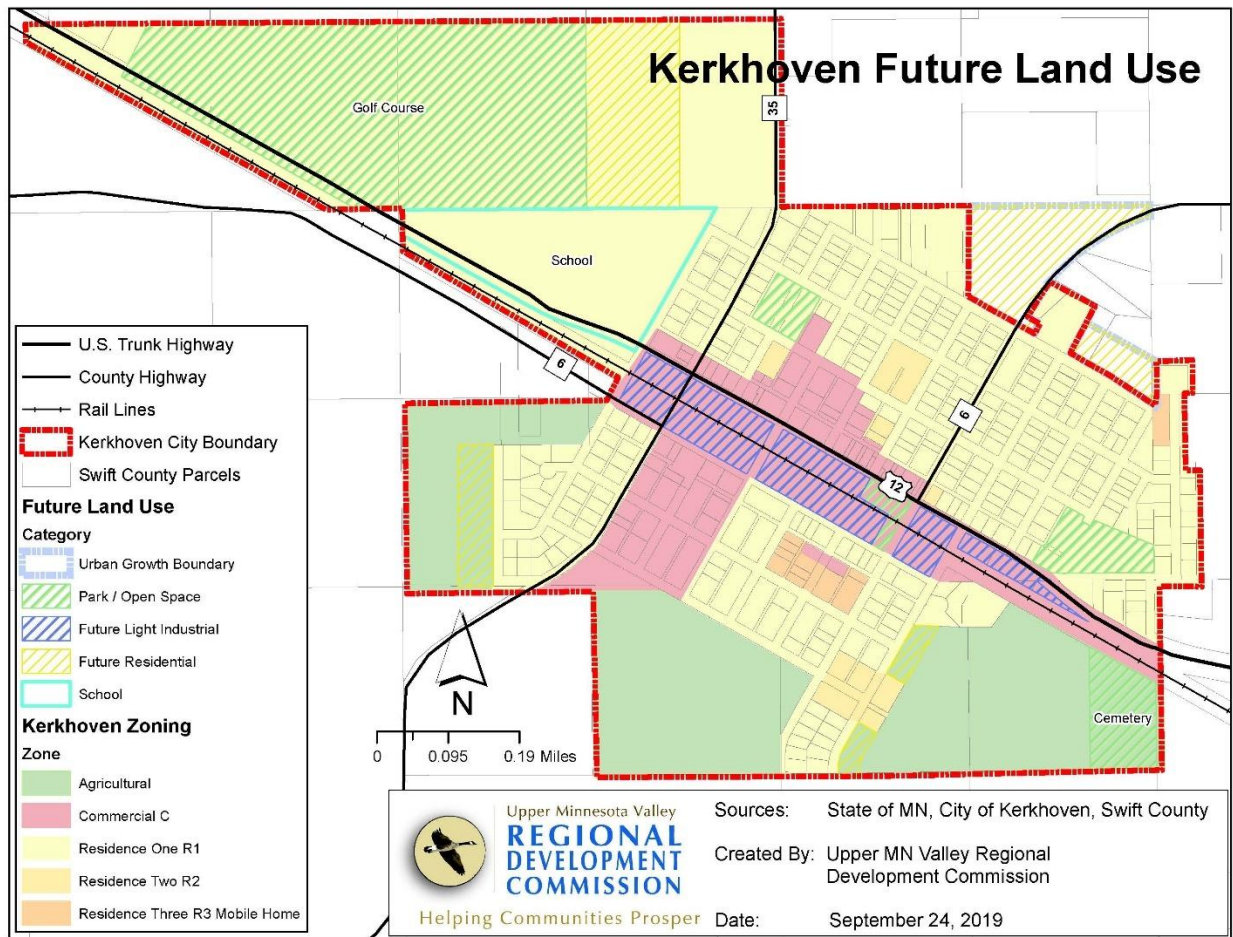 Kerkhoven Future Land Use
35
Golf Course
School
6
6
12
Cemetery
U.S. Trunk Highway
County Highway
Rail Lines
Kerkhoven City Boundary
Swift County Parcels
Future Land Use
Category
Urban Growth Boundary
Park / Open Space
Future Light Industrial
Future Residential
School
Kerkhoven Zoning
Zone
Agricultural
Commercial C
Residence One R1
Residence Two R2
Residence Three R3 Mobile Home
N
0 0.095 0.19 Miles
Upper Minnesota Valley
REGIONAL
DEVELOPMENT
COMMISSION
Helping Communities Prosper
Sources: State of MN, City of Kerkhoven, Swift County
Created By: Upper MN Valley Regional
Development Commission
Date: September 24, 2019